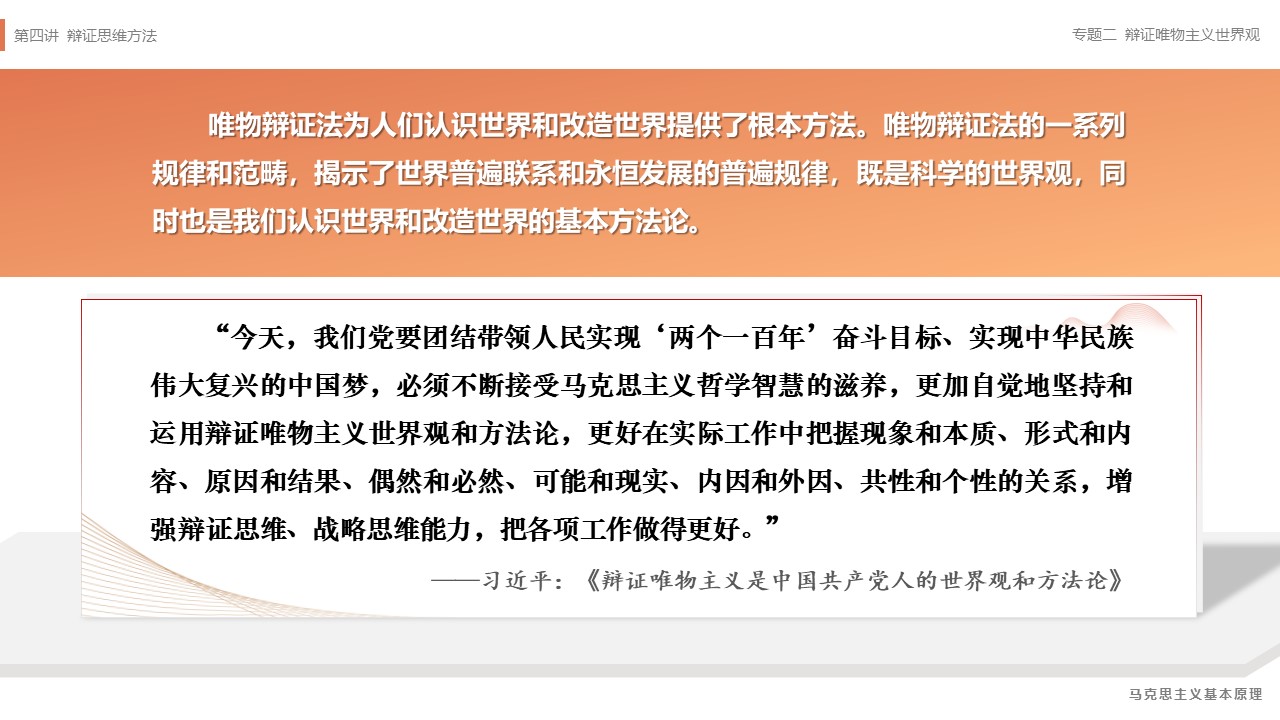 第四讲 辩证思维方法
专题二 辩证唯物主义世界观
唯物辩证法为人们认识世界和改造世界提供了根本方法。唯物辩证法的一系列
规律和范畴，揭示了世界普遍联系和永恒发展的普遍规律，既是科学的世界观，同
时也是我们认识世界和改造世界的基本方法论。
“今天，我们党要团结带领人民实现‘两个一百年’奋斗目标、实现中华民族
伟大复兴的中国梦，必须不断接受马克思主义哲学智慧的滋养，更加自觉地坚持和
运用辩证唯物主义世界观和方法论，更好在实际工作中把握现象和本质、形式和内
容、原因和结果、偶然和必然、可能和现实、内因和外因、共性和个性的关系，增
强辩证思维、战略思维能力，把各项工作做得更好。”
——习近平：《辩证唯物主义是中国共产党人的世界观和方法论》
马克思主义基本原理